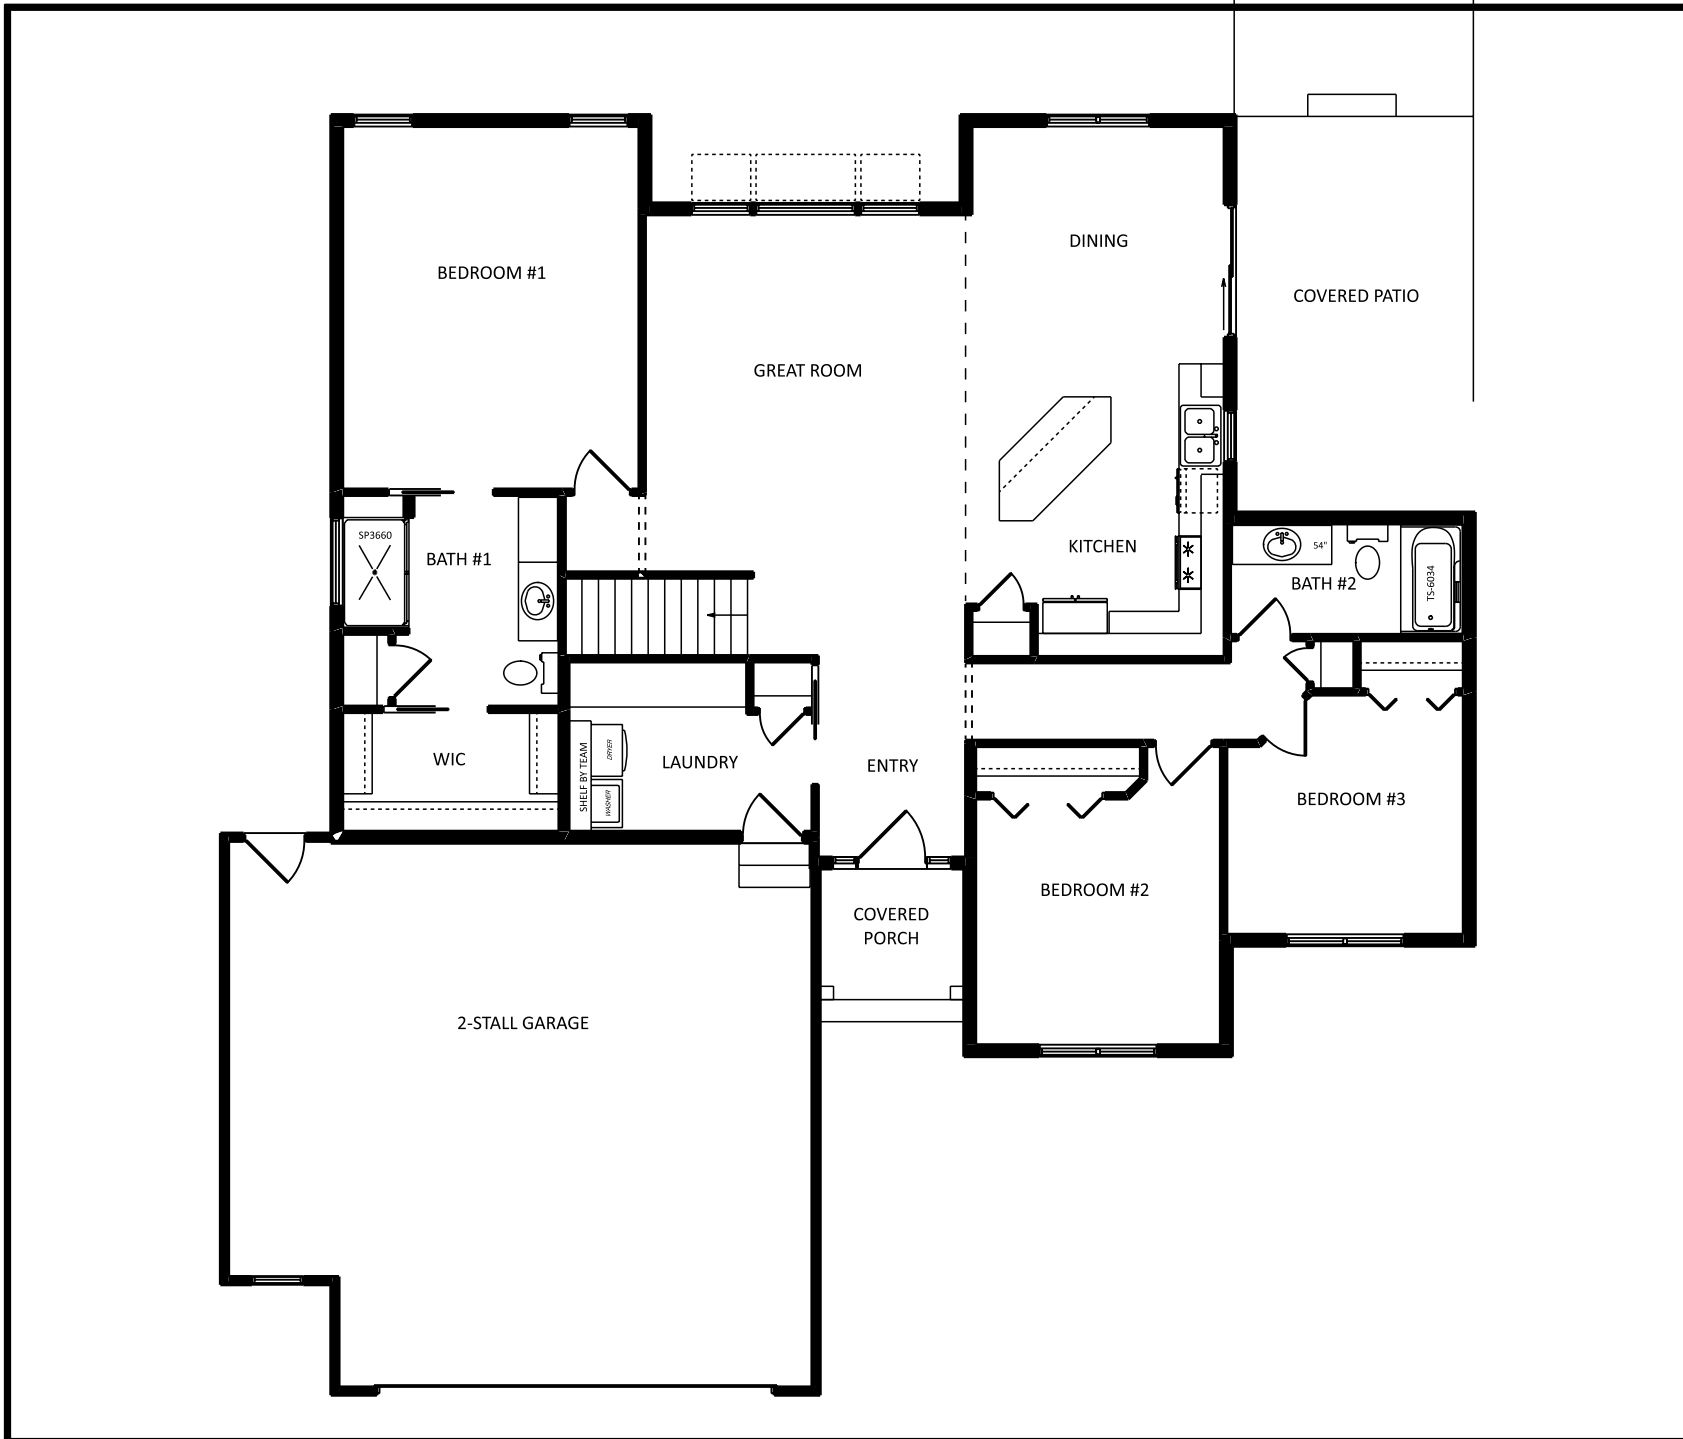 DINING
BEDROOM #1
COVERED PATIO
GREAT ROOM
SP3660
KITCHEN
54"
BATH #1
BATH #2
TS-6034
DRYER
WASHER
SHELF BY TEAM
WIC
LAUNDRY
ENTRY
BEDROOM #3
BEDROOM #2
COVERED
PORCH
2-STALL GARAGE